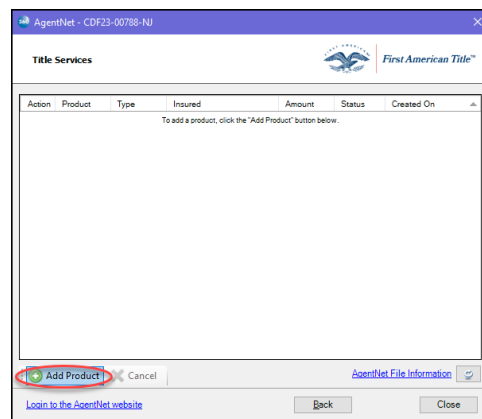 AgentNet - CDF23-00788-NJ
Title Services
First American Title™
Action Product Type Insured Amount Status Created On
To add a product, click the "Add Product" button below.
Add Product Cancel
AgentNet File Information
Login to the AgentNet website
Back Close